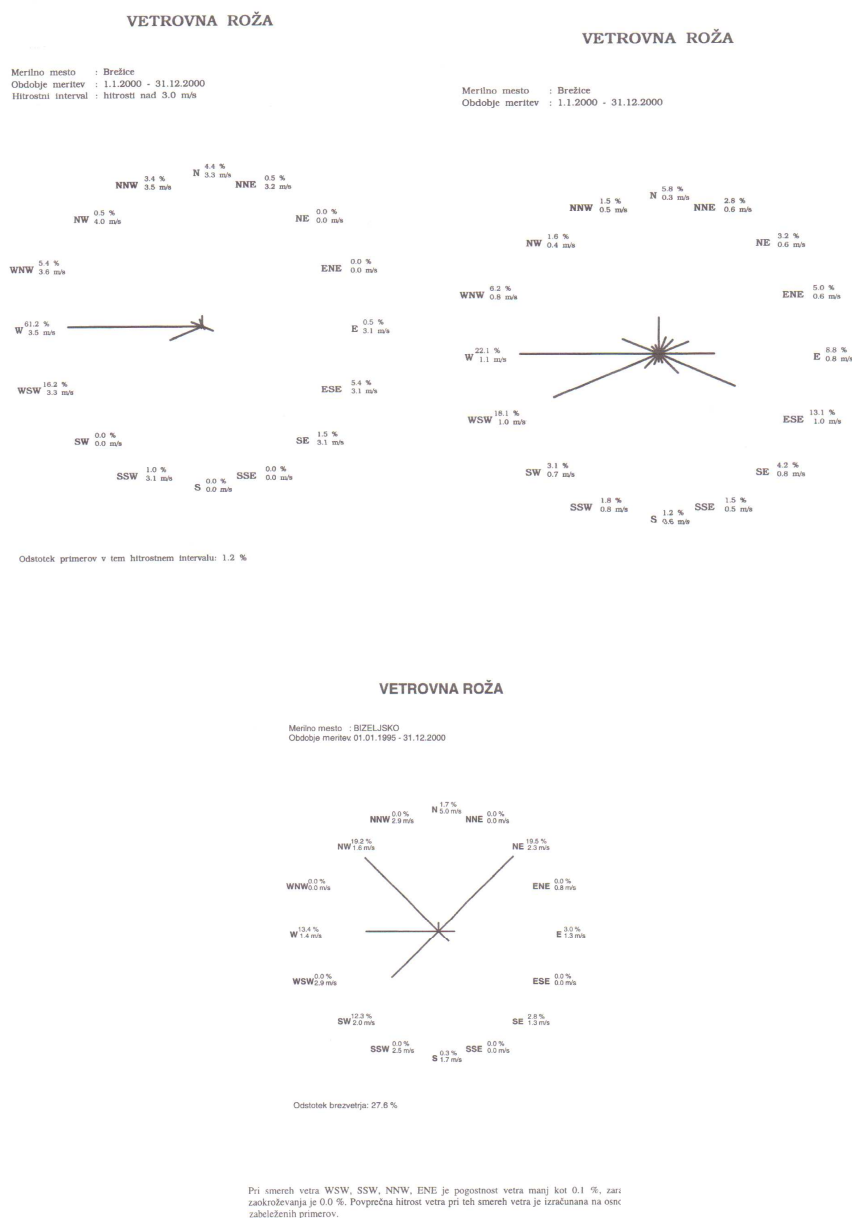 VETROVNA ROŽA
Merilno mesto : Brežice
Obdobje meritev : 1.1.2000 - 31.12.2000
Hitrostni interval : hitrosti nad 3.0 m/s
N 4.4 % 3.3 m/s
NNE 0.5 % 3.2 m/s
NE 0.0 % 0.0 m/s
ENE 0.0 % 0.0 m/s
E 0.5 % 3.1 m/s
ESE 5.4 % 3.1 m/s
SE 1.5 % 3.1 m/s
SSE 0.0 % 0.0 m/s
S 0.0 % 0.0 m/s
SSW 1.0 % 3.1 m/s
SW 0.0 % 0.0 m/s
WSW 16.2 % 3.3 m/s
W 61.2 % 3.5 m/s
WNW 5.4 % 3.6 m/s
NW 0.5 % 4.0 m/s
NNW 3.4 % 3.5 m/s
Odstotek primerov v tem hitrostnem intervalu: 1.2 %
VETROVNA ROŽA
Merilno mesto : Brežice
Obdobje meritev : 1.1.2000 - 31.12.2000
N 5.8 % 0.3 m/s
NNE 2.8 % 0.6 m/s
NE 3.2 % 0.6 m/s
ENE 5.0 % 0.6 m/s
E 8.8 % 0.8 m/s
ESE 13.1 % 1.0 m/s
SE 4.2 % 0.8 m/s
SSE 1.5 % 0.5 m/s
S 1.2 % 0.6 m/s
SSW 1.8 % 0.8 m/s
SW 3.1 % 0.7 m/s
WSW 18.1 % 1.0 m/s
W 22.1 % 1.1 m/s
WNW 6.2 % 0.8 m/s
NW 1.6 % 0.4 m/s
NNW 1.5 % 0.5 m/s
VETROVNA ROŽA
Merilno mesto : BIZELJSKO
Obdobje meritev: 01.01.1995 - 31.12.2000
N 1.7 % 5.0 m/s
NNE 0.0 % 0.0 m/s
NE 19.5 % 2.3 m/s
ENE 0.0 % 0.8 m/s
E 3.0 % 1.3 m/s
ESE 0.0 % 0.0 m/s
SE 2.8 % 1.3 m/s
SSE 0.0 % 0.0 m/s
S 0.3 % 1.7 m/s
SSW 0.0 % 2.5 m/s
SW 12.3 % 2.0 m/s
WSW 0.0 % 2.9 m/s
W 13.4 % 1.4 m/s
WNW 0.0 % 0.0 m/s
NW 19.2 % 1.6 m/s
NNW 0.0 % 2.9 m/s
Odstotek brezvetrja: 27.6 %
Pri smereh vetra WSW, SSW, NNW, ENE je pogostnost vetra manj kot 0.1 %, zara
zaokroževanja je 0.0 %. Povprečna hitrost vetra pri teh smereh vetra je izračunana na osno
zabeleženih primerov.